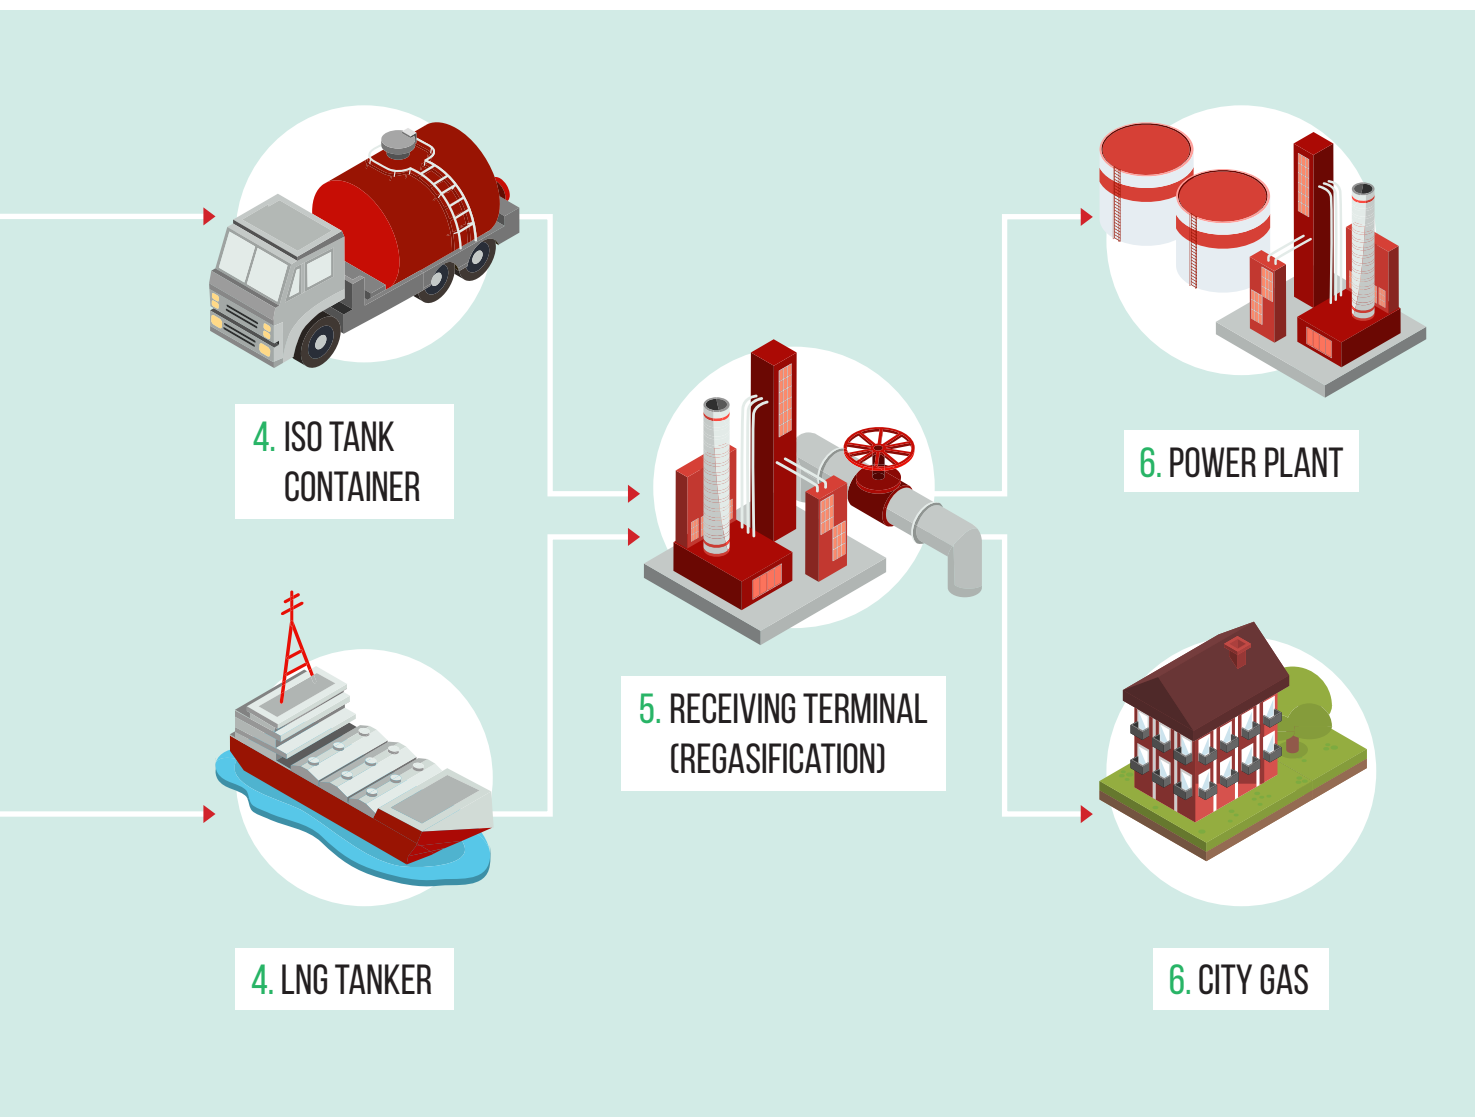 4. ISO TANK
CONTAINER
4. LNG TANKER
5. RECEIVING TERMINAL
(REGASIFICATION)
6. POWER PLANT
6. CITY GAS